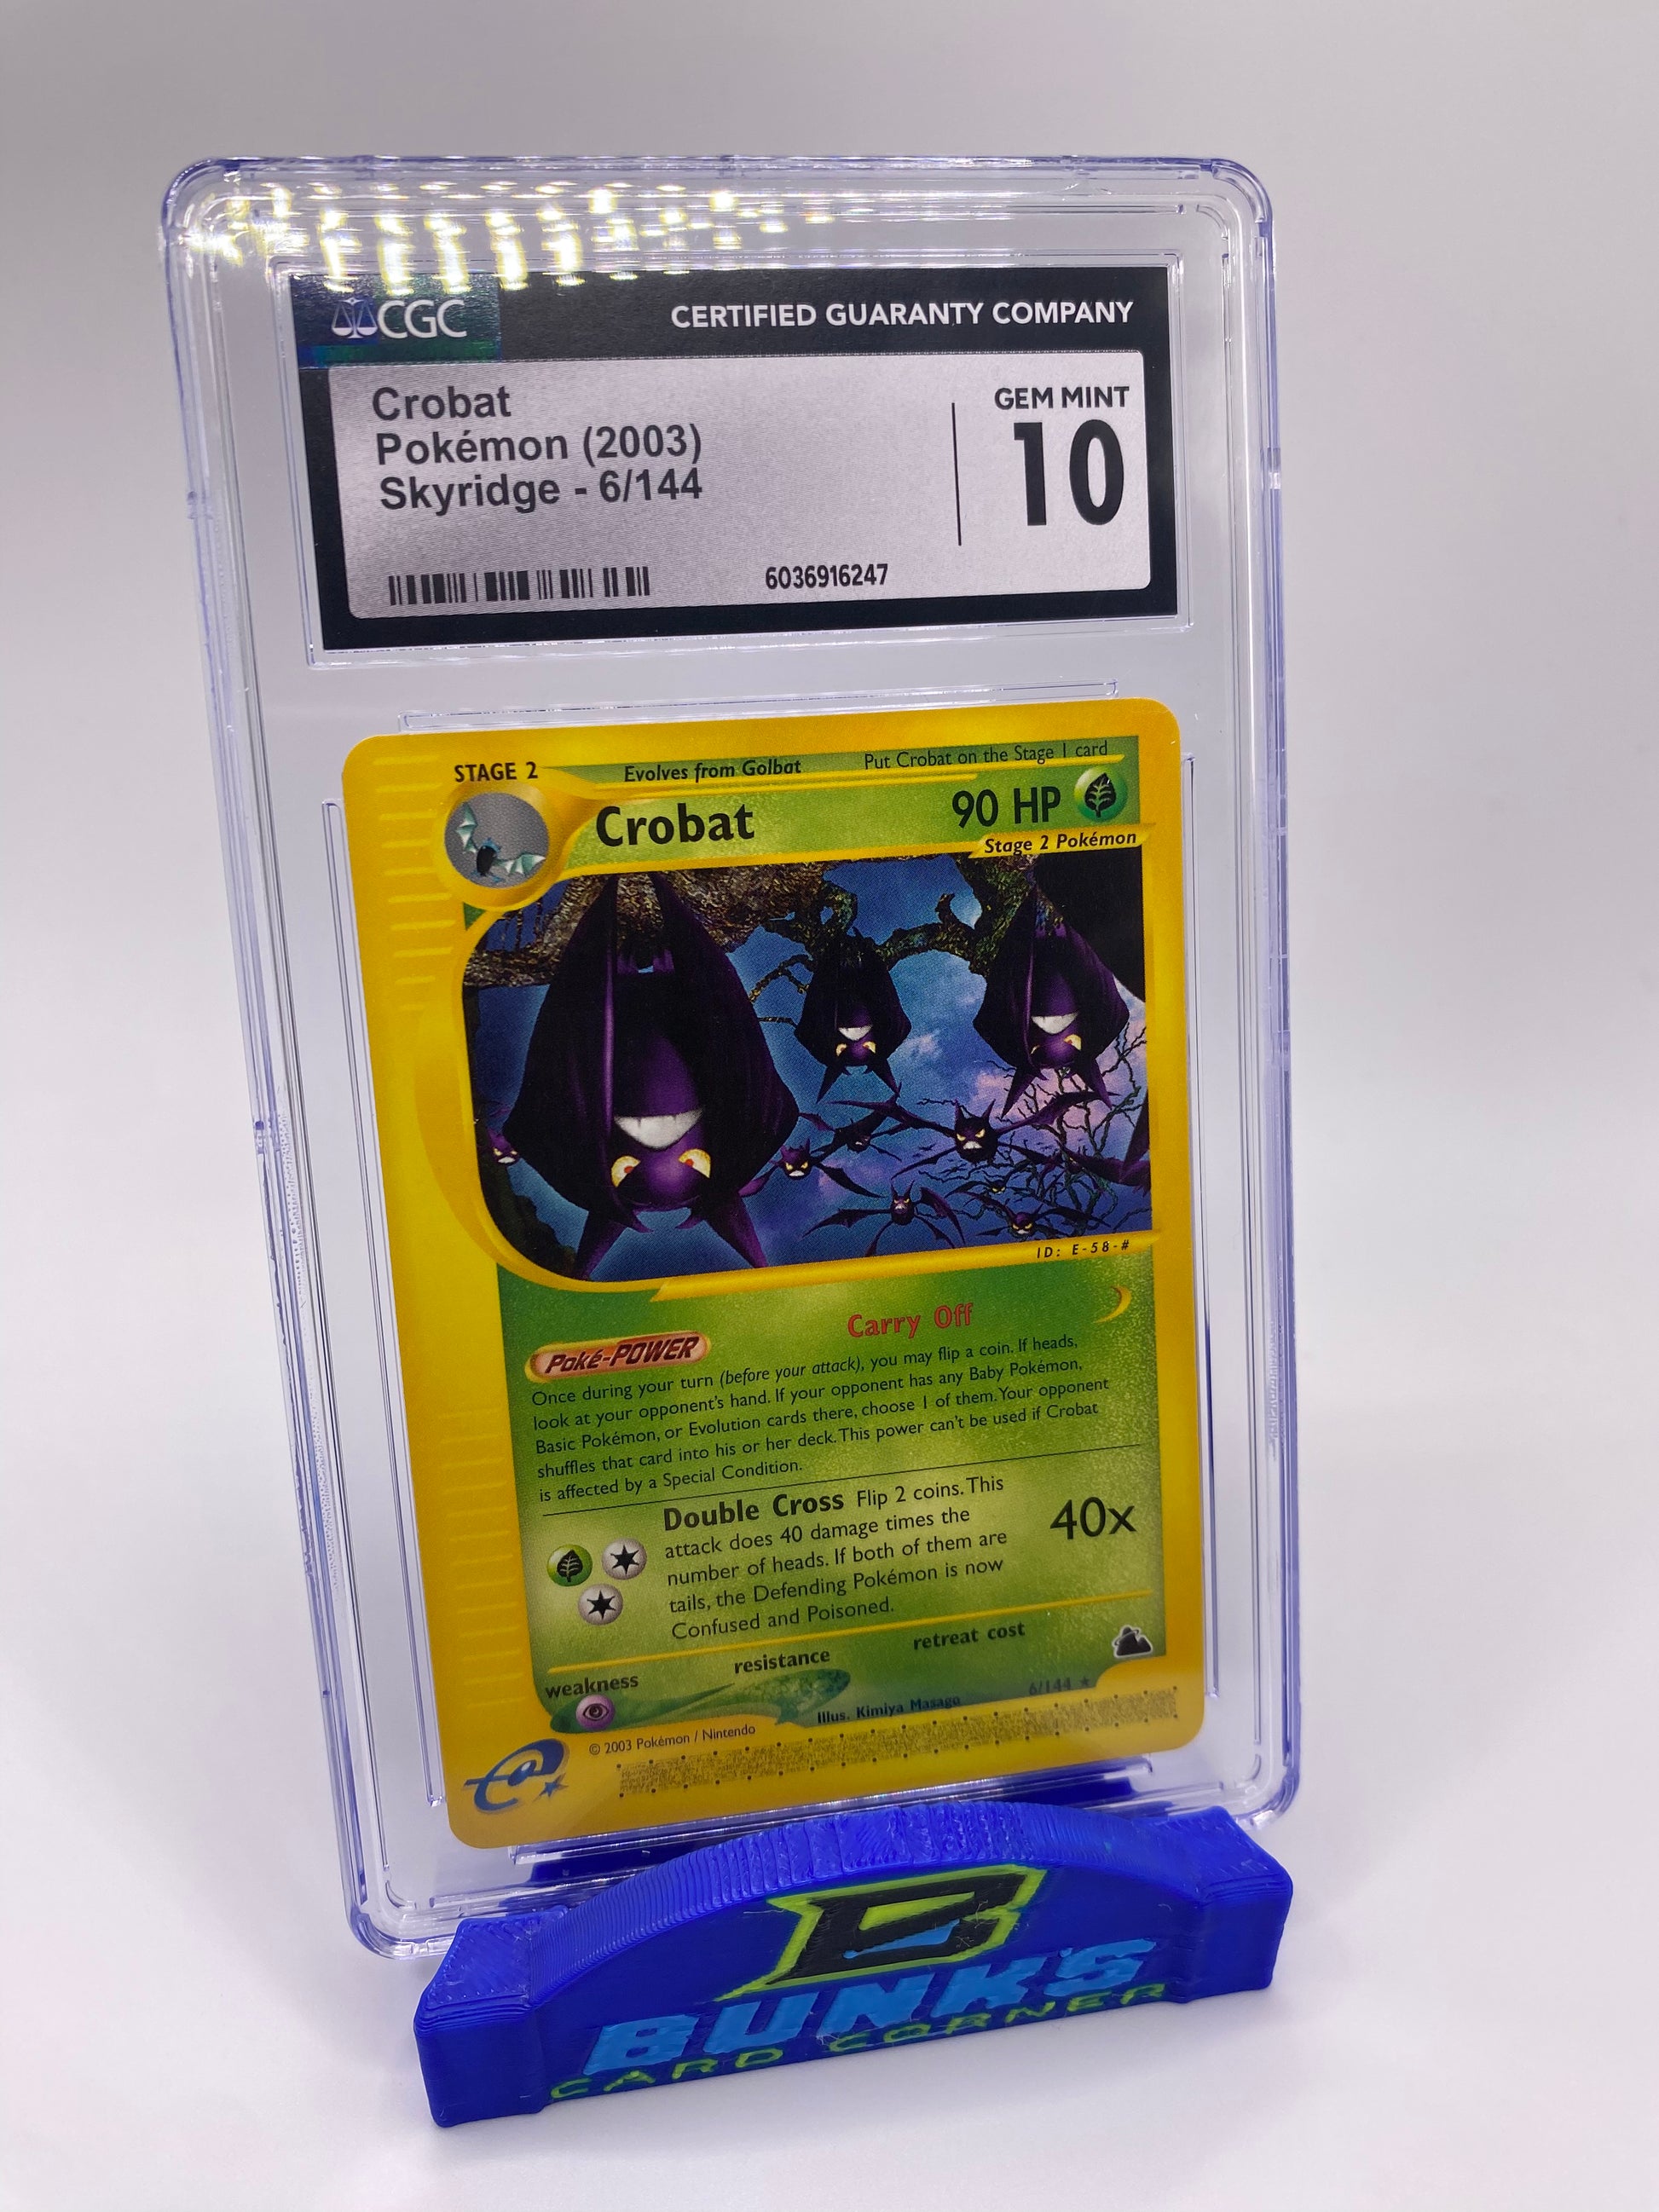 CGC
CERTIFIED GUARANTY COMPANY
Crobat
Pokémon (2003)
Skyridge - 6/144
GEM MINT
10
6036916247
STAGE 2
Evolves from Golbat
Put Crobat on the Stage 1 card
Crobat
90 HP
Stage 2 Pokémon
ID: E-58-#
Carry Off
Poké-POWER
Once during your turn (before your attack), you may flip a coin. If heads,
look at your opponent's hand. If your opponent has any Baby Pokémon,
Basic Pokémon, or Evolution cards there, choose 1 of them. Your opponent
shuffles that card into his or her deck. This power can't be used if Crobat
is affected by a Special Condition.
Double Cross Flip 2 coins. This
attack does 40 damage times the
number of heads. If both of them are
tails, the Defending Pokémon is now
Confused and Poisoned.
40x
weakness
resistance
retreat cost
Illus. Kimiya Masago
6/144 ★
© 2003 Pokémon / Nintendo
e
B
BUNK'S
CARD CORNER